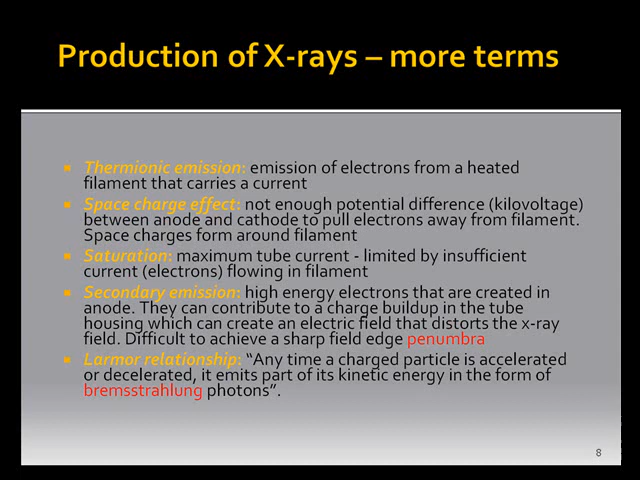 Production of X-rays – more terms
Thermionic emission: emission of electrons from a heated
filament that carries a current
Space charge effect: not enough potential difference (kilovoltage)
between anode and cathode to pull electrons away from filament.
Space charges form around filament
Saturation: maximum tube current - limited by insufficient
current (electrons) flowing in filament
Secondary emission: high energy electrons that are created in
anode. They can contribute to a charge buildup in the tube
housing which can create an electric field that distorts the x-ray
field. Difficult to achieve a sharp field edge penumbra
Larmor relationship: “Any time a charged particle is accelerated
or decelerated, it emits part of its kinetic energy in the form of
bremsstrahlung photons”.
8